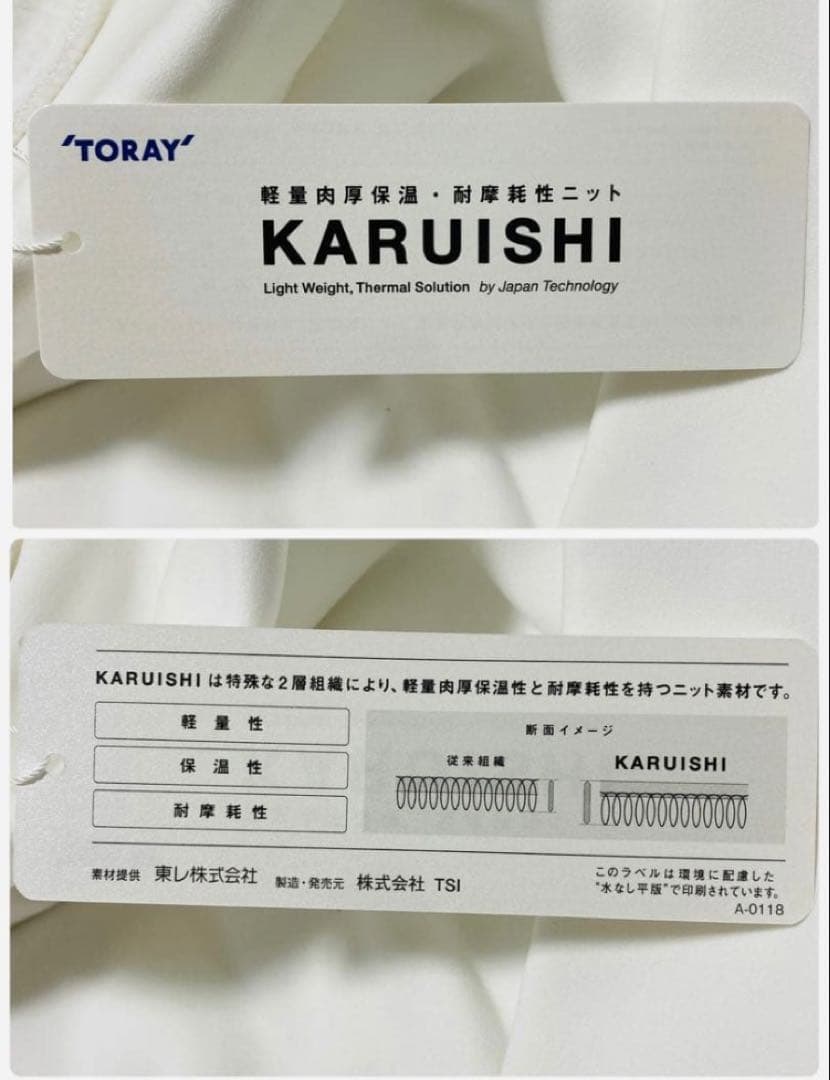 'TORAY'
軽量肉厚保温・耐摩耗性ニット
KARUISHI
Light Weight, Thermal Solution by Japan Technology
KARUISHIは特殊な2層組織により、軽量肉厚保温性と耐摩耗性を持つニット素材です。
軽量性
保温性
耐摩耗性
断面イメージ
従来組織
KARUISHI
素材提供 東レ株式会社 製造・発売元 株式会社 TSI
このラベルは環境に配慮した
"水なし平版"で印刷されています。
A-0118